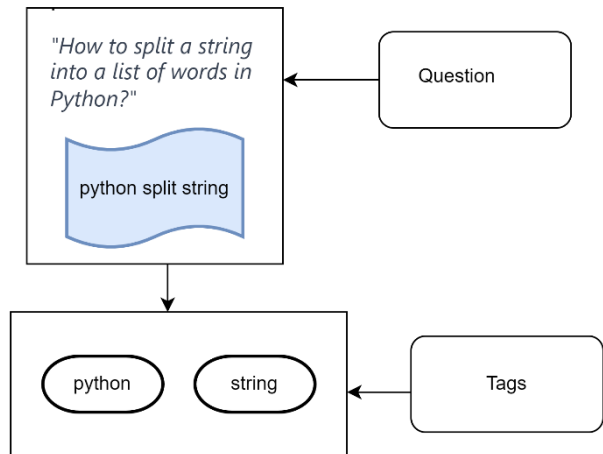 "How to split a string
into a list of words in
Python?"
Question
python split string
python
string
Tags